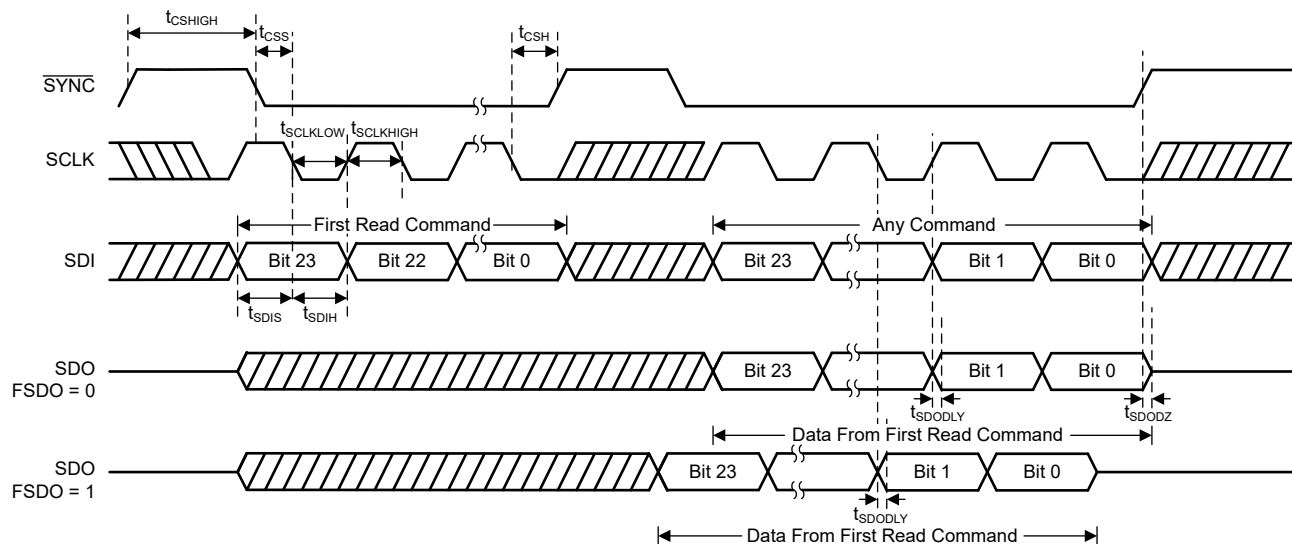 tCSHIGH
tCSS
tCSH
SYNC
tSCLKLOW
tSCLKHIGH
SCLK
First Read Command
Any Command
SDI
Bit 23
Bit 22
Bit 0
Bit 23
Bit 1
Bit 0
tSDIS
tSDIH
SDO
FSDO = 0
Bit 23
Bit 1
Bit 0
tSDODLY
tSDODZ
Data From First Read Command
SDO
FSDO = 1
Bit 23
Bit 1
Bit 0
tSDODLY
Data From First Read Command